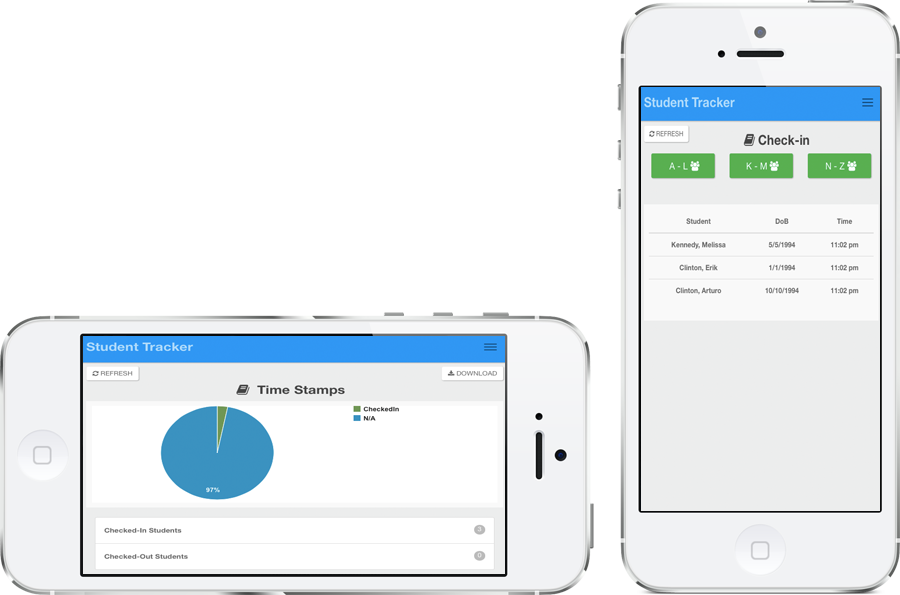 Student Tracker
REFRESH
DOWNLOAD
Time Stamps
CheckedIn
N/A
97%
Checked-In Students 3
Checked-Out Students 0
Student Tracker
REFRESH
Check-in
A - L K - M N - Z
Student DoB Time
Kennedy, Melissa 5/5/1994 11:02 pm
Clinton, Erik 1/1/1994 11:02 pm
Clinton, Arturo 10/10/1994 11:02 pm